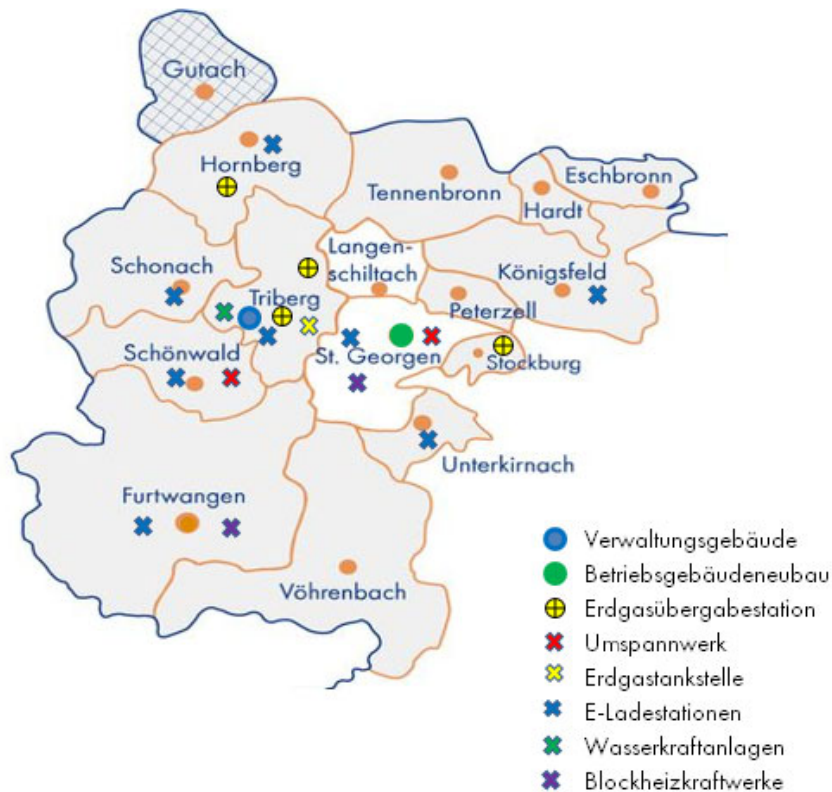 Gutach
Hornberg
Tennenbronn
Eschbronn
Hardt
Langen-
schiltach
Schonach
Königsfeld
Triberg
Peterzell
Schönwald
St. Georgen
Stockburg
Unterkirnach
Furtwangen
Vöhrenbach
Verwaltungsgebäude
Betriebsgebäudeneubau
Erdgasübergabestation
Umspannwerk
Erdgastankstelle
E-Ladestationen
Wasserkraftanlagen
Blockheizkraftwerke